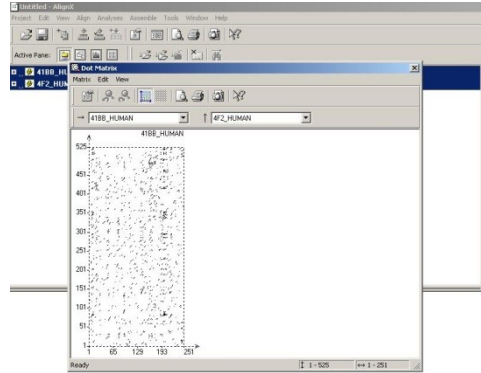 Untitled - AlignX
Project Edit View Align Analyses Assemble Tools Window Help
Active Pane:
41BB_HU
4F2_HUM
Dot Matrix
Matrix Edit View
41BB_HUMAN
4F2_HUMAN
41BB_HUMAN
525
451
401
351
301
251
201
151
101
51
1
1 65 129 193 251
Ready
1 - 525
1 - 251